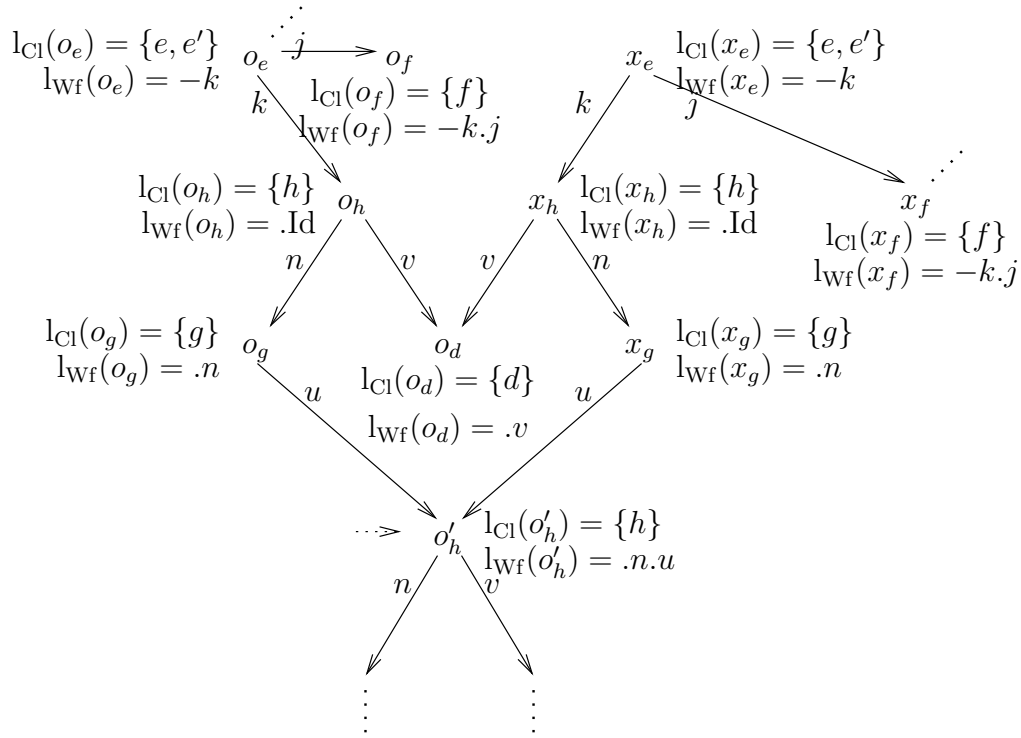 l_Cl(o_e) = {e, e′} o_e j o_f x_e l_Cl(x_e) = {e, e′}
l_Wf(o_e) = −k l_Wf(x_e) = −k
k l_Cl(o_f) = {f} k j
l_Wf(o_f) = −k.j
l_Cl(o_h) = {h} o_h x_h l_Cl(x_h) = {h} x_f
l_Wf(o_h) = .Id l_Wf(x_h) = .Id
l_Cl(x_f) = {f}
n v v n l_Wf(x_f) = −k.j
l_Cl(o_g) = {g} o_g o_d x_g l_Cl(x_g) = {g}
l_Wf(o_g) = .n l_Wf(x_g) = .n
l_Cl(o_d) = {d}
u u
l_Wf(o_d) = .v
o′_h l_Cl(o′_h) = {h}
l_Wf(o′_h) = .n.u
n v